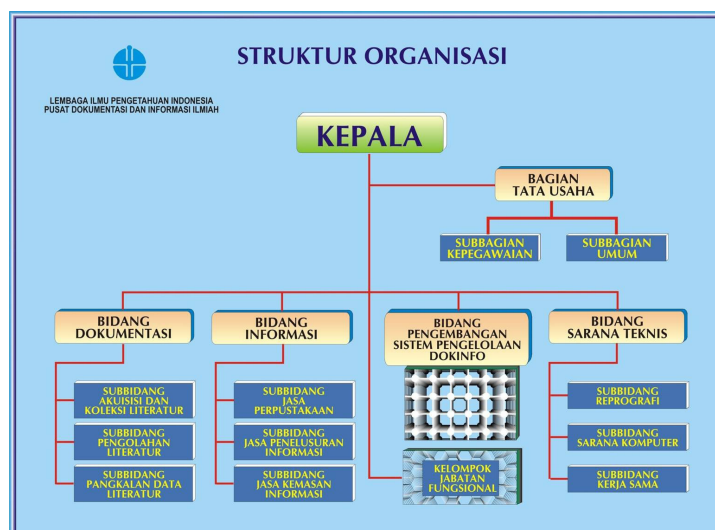 STRUKTUR ORGANISASI
LEMBAGA ILMU PENGETAHUAN INDONESIA
PUSAT DOKUMENTASI DAN INFORMASI ILMIAH
KEPALA
BAGIAN
TATA USAHA
SUBBAGIAN
KEPEGAWAIAN
SUBBAGIAN
UMUM
BIDANG
DOKUMENTASI
SUBBIDANG
AKUISISI DAN
KOLEKSI LITERATUR
SUBBIDANG
PENGOLAHAN
LITERATUR
SUBBIDANG
PANGKALAN DATA
LITERATUR
BIDANG
INFORMASI
SUBBIDANG
JASA
PERPUSTAKAAN
SUBBIDANG
JASA PENELUSURAN
INFORMASI
SUBBIDANG
JASA KEMASAN
INFORMASI
BIDANG
PENGEMBANGAN
SISTEM PENGELOLAAN
DOKINFO
KELOMPOK
JABATAN
FUNGSIONAL
BIDANG
SARANA TEKNIS
SUBBIDANG
REPROGRAFI
SUBBIDANG
SARANA KOMPUTER
SUBBIDANG
KERJA SAMA